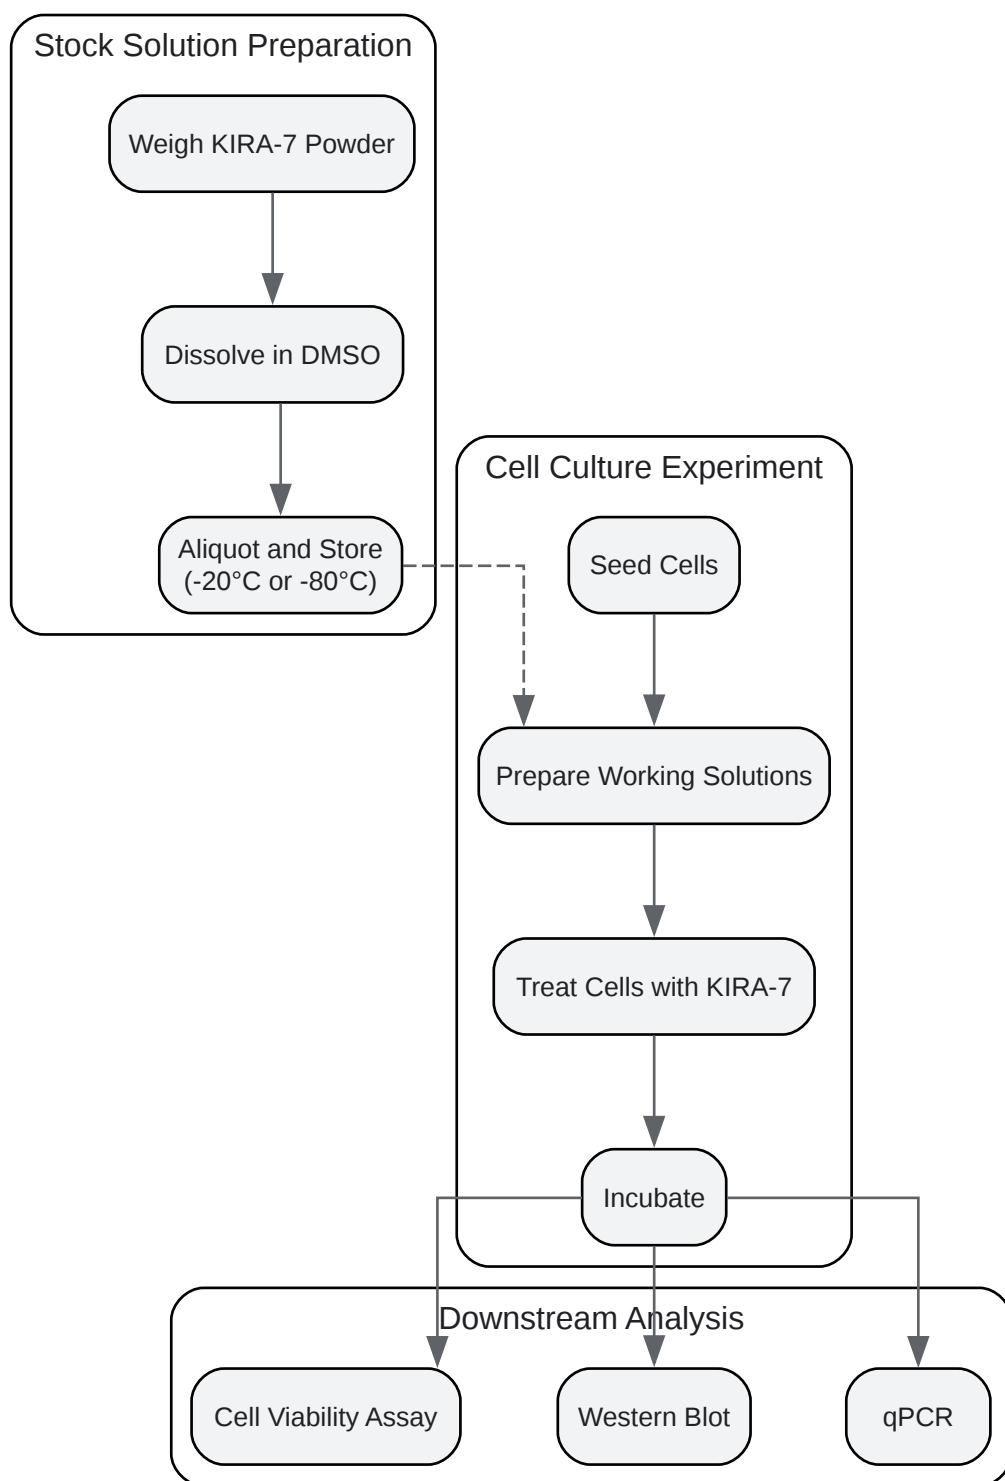 Stock Solution Preparation
Weigh KIRA-7 Powder
Dissolve in DMSO
Aliquot and Store
(-20°C or -80°C)
Cell Culture Experiment
Seed Cells
Prepare Working Solutions
Treat Cells with KIRA-7
Incubate
Downstream Analysis
Cell Viability Assay
Western Blot
qPCR